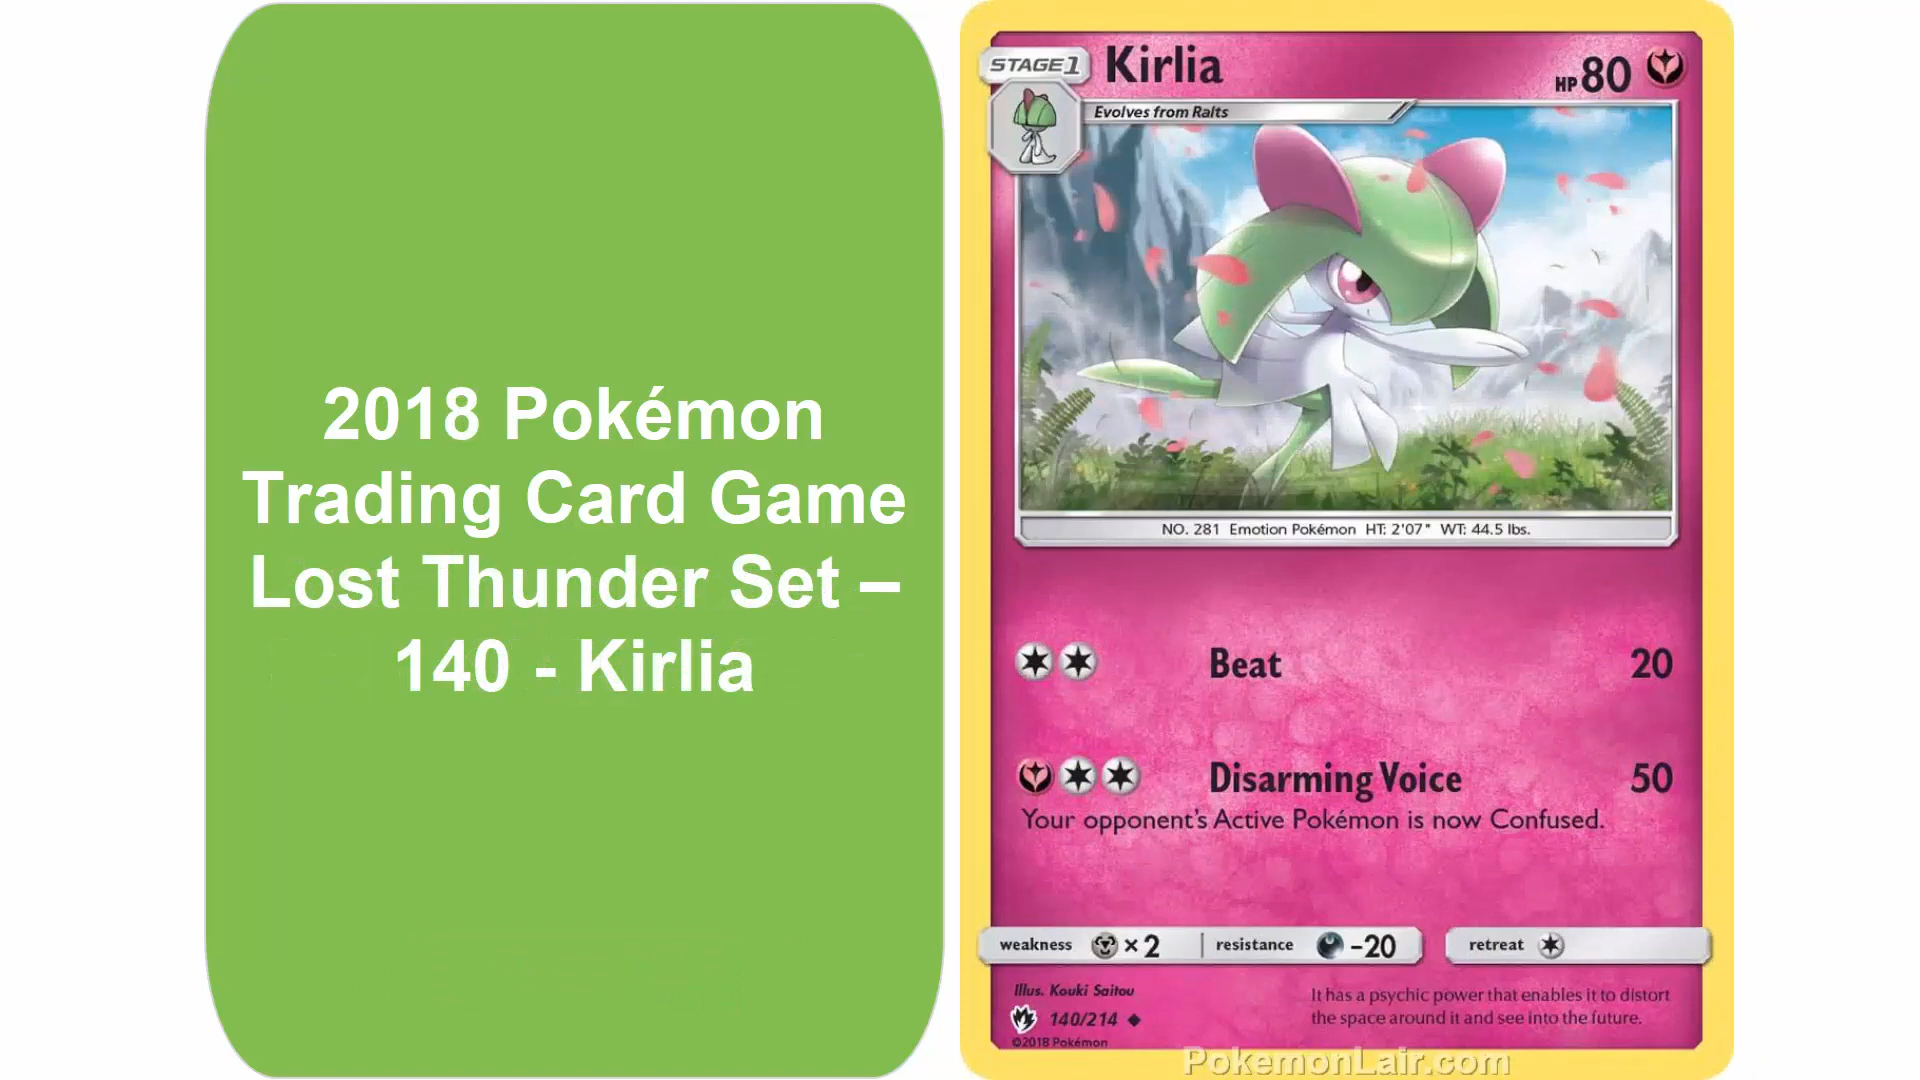 2018 Pokémon
Trading Card Game
Lost Thunder Set –
140 - Kirlia
STAGE1
Kirlia
HP80
Evolves from Ralts
NO. 281 Emotion Pokémon HT: 2'07" WT: 44.5 lbs.
Beat 20
Disarming Voice 50
Your opponent's Active Pokémon is now Confused.
weakness ×2 resistance -20 retreat
Illus. Kouki Saitou
140/214
©2018 Pokémon
It has a psychic power that enables it to distort
the space around it and see into the future.
PokemonLair.com